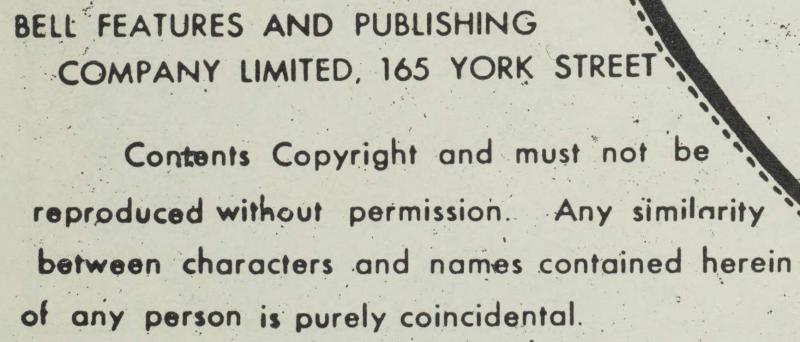 BELL FEATURES AND PUBLISHING
COMPANY LIMITED, 165 YORK STREET
Contents Copyright and must not be
reproduced without permission. Any similarity
between characters and names contained herein
of any person is purely coincidental.